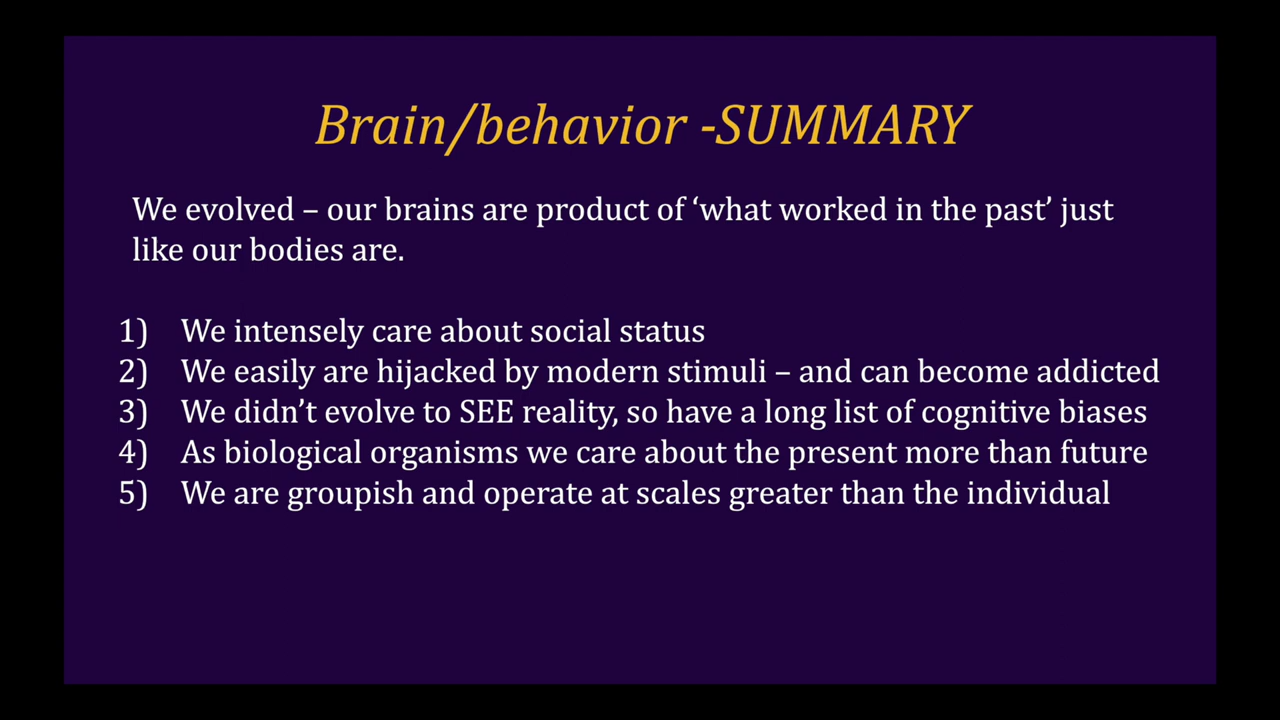 Brain/behavior -SUMMARY
We evolved – our brains are product of ‘what worked in the past’ just
like our bodies are.
1) We intensely care about social status
2) We easily are hijacked by modern stimuli – and can become addicted
3) We didn’t evolve to SEE reality, so have a long list of cognitive biases
4) As biological organisms we care about the present more than future
5) We are groupish and operate at scales greater than the individual